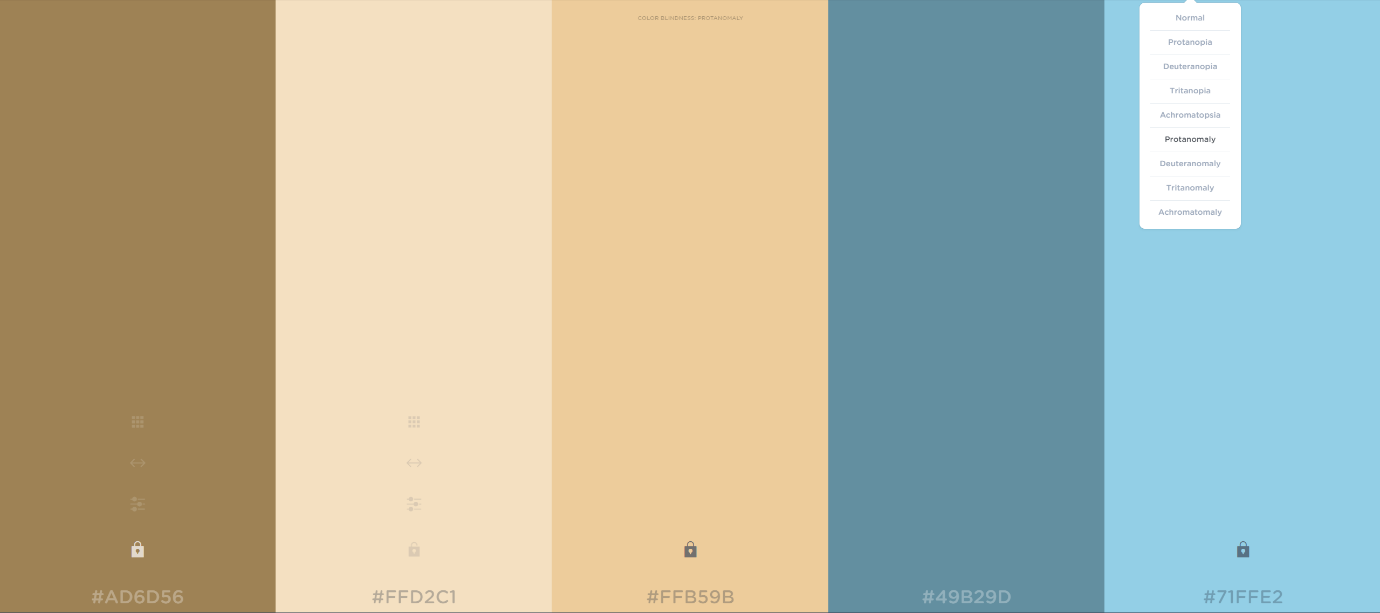 COLOR BLINDNESS: PROTANOMALY
Normal
Protanopia
Deuteranopia
Tritanopia
Achromatopsia
Protanomaly
Deuteranomaly
Tritanomaly
Achromatomaly
#AD6D56
#FFD2C1
#FFB59B
#49B29D
#71FFE2